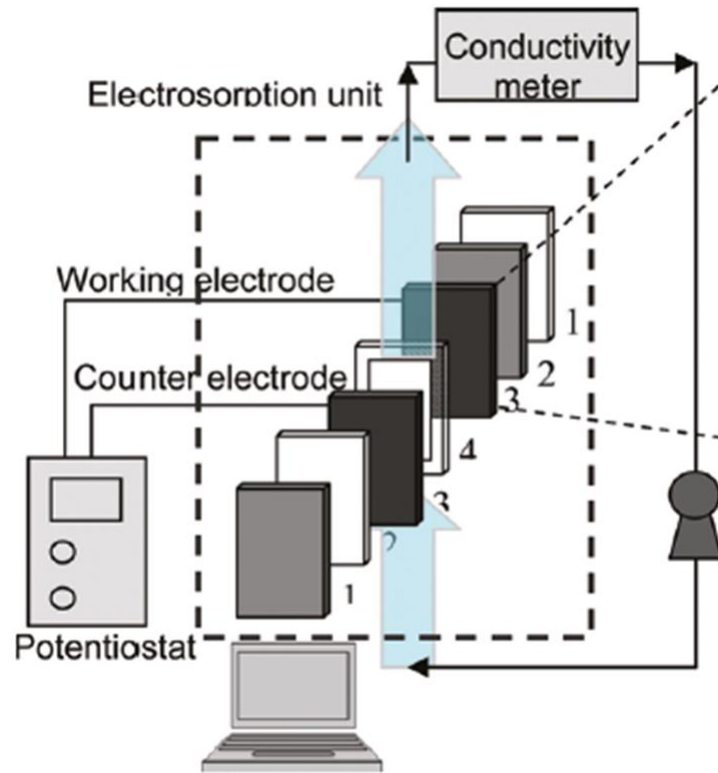 Conductivity
meter
Electrosorption unit
Working electrode
Counter electrode
1
2
3
4
3
2
1
Potentiostat